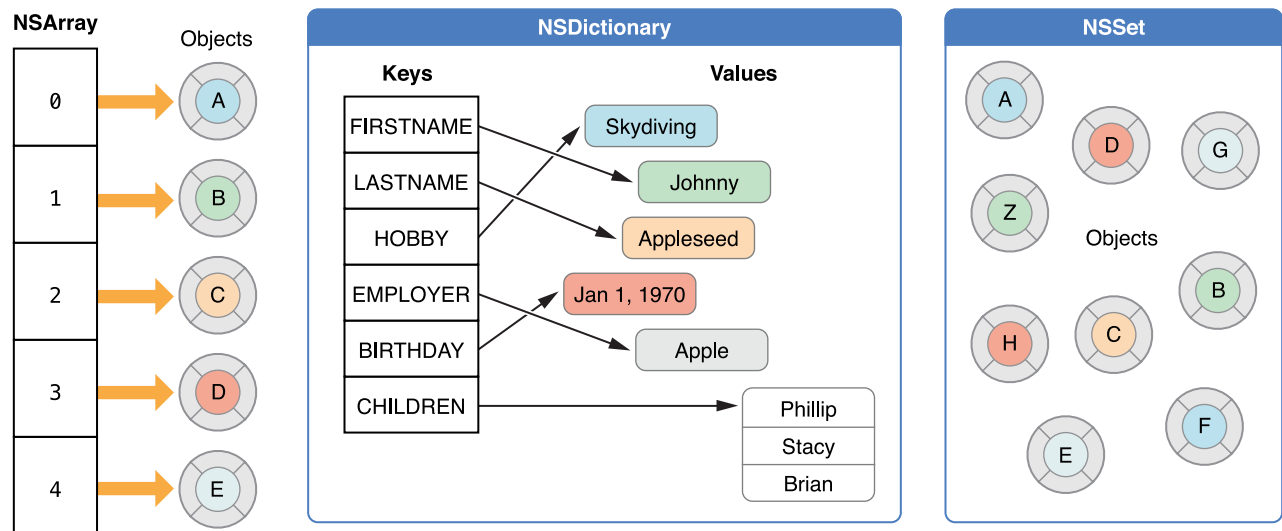 NSArray
Objects
0
A
1
B
2
C
3
D
4
E
NSDictionary
Keys
Values
FIRSTNAME
LASTNAME
HOBBY
EMPLOYER
BIRTHDAY
CHILDREN
Skydiving
Johnny
Appleseed
Jan 1, 1970
Apple
Phillip
Stacy
Brian
NSSet
A
D
G
Z
Objects
B
H
C
F
E